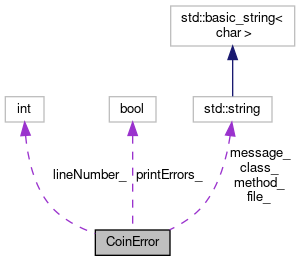 std::basic_string<
char >
int
bool
std::string
lineNumber_
printErrors_
message_
class_
method_
file_
CoinError